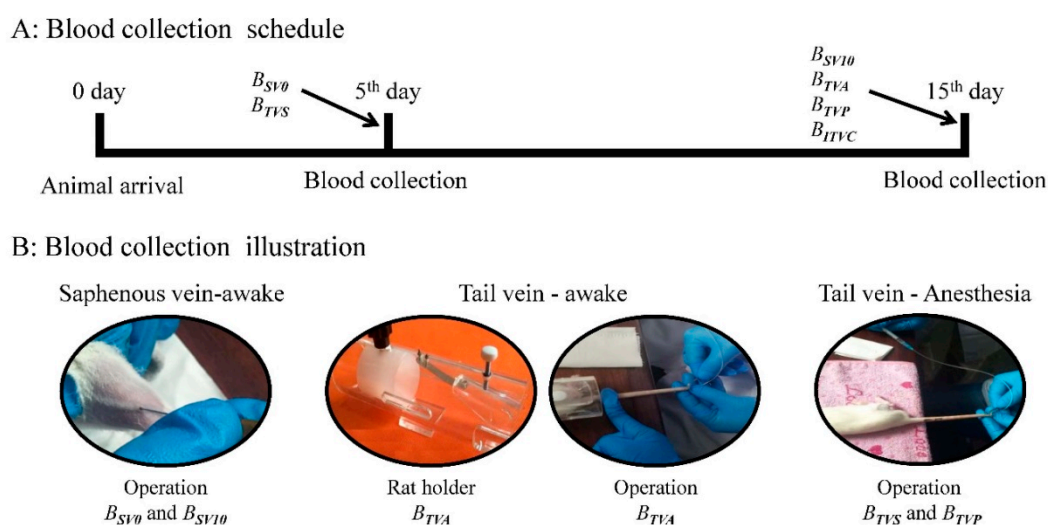 A: Blood collection schedule
0 day
B_SV0
B_TVS
5th day
B_SV10
B_TVA
B_TVP
B_ITVC
15th day
Animal arrival
Blood collection
Blood collection
B: Blood collection illustration
Saphenous vein-awake
Tail vein - awake
Tail vein - Anesthesia
Operation
B_SV0 and B_SV10
Rat holder
B_TVA
Operation
B_TVA
Operation
B_TVS and B_TVP